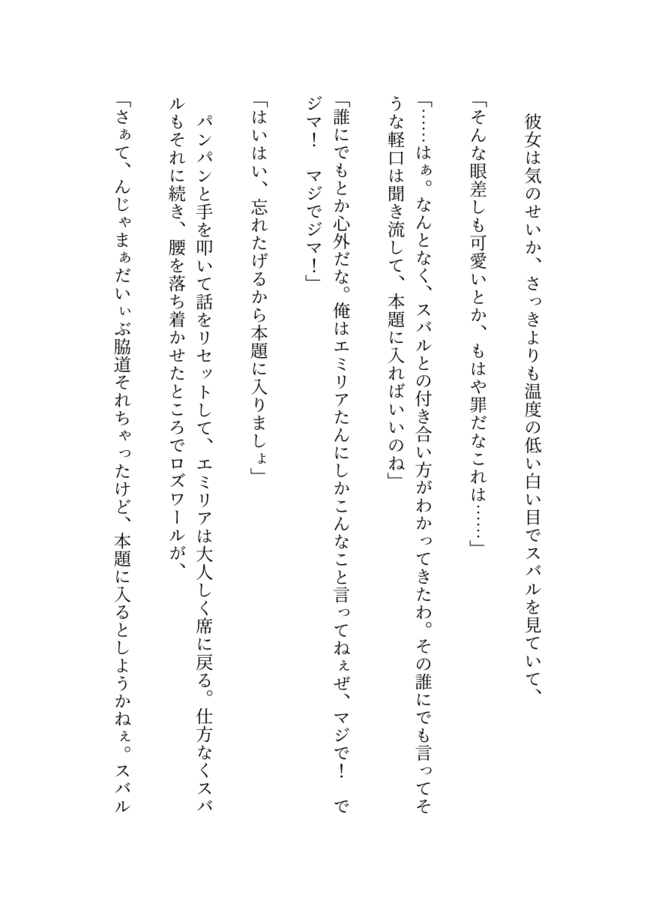 彼女は気のせいか、さっきよりも温度の低い白い目でスバルを見ていて、
「そんな眼差しも可愛いとか、もはや罪だなこれは……」
「……はぁ。なんとなく、スバルとの付き合い方がわかってきたわ。その誰にでも言ってそ
うな軽口は聞き流して、本題に入ればいいのね」
「誰にでもとか心外だな。俺はエミリアたんにしかこんなこと言ってねぇぜ、マジで！　で
ジマ！　マジでジマ！」
「はいはい、忘れたげるから本題に入りましょ」
パンパンと手を叩いて話をリセットして、エミリアは大人しく席に戻る。仕方なくスバ
ルもそれに続き、腰を落ち着かせたところでロズワールが、
「さぁて、んじゃまぁだいぃぶ脇道それちゃったけど、本題に入るとしようかねぇ。スバル